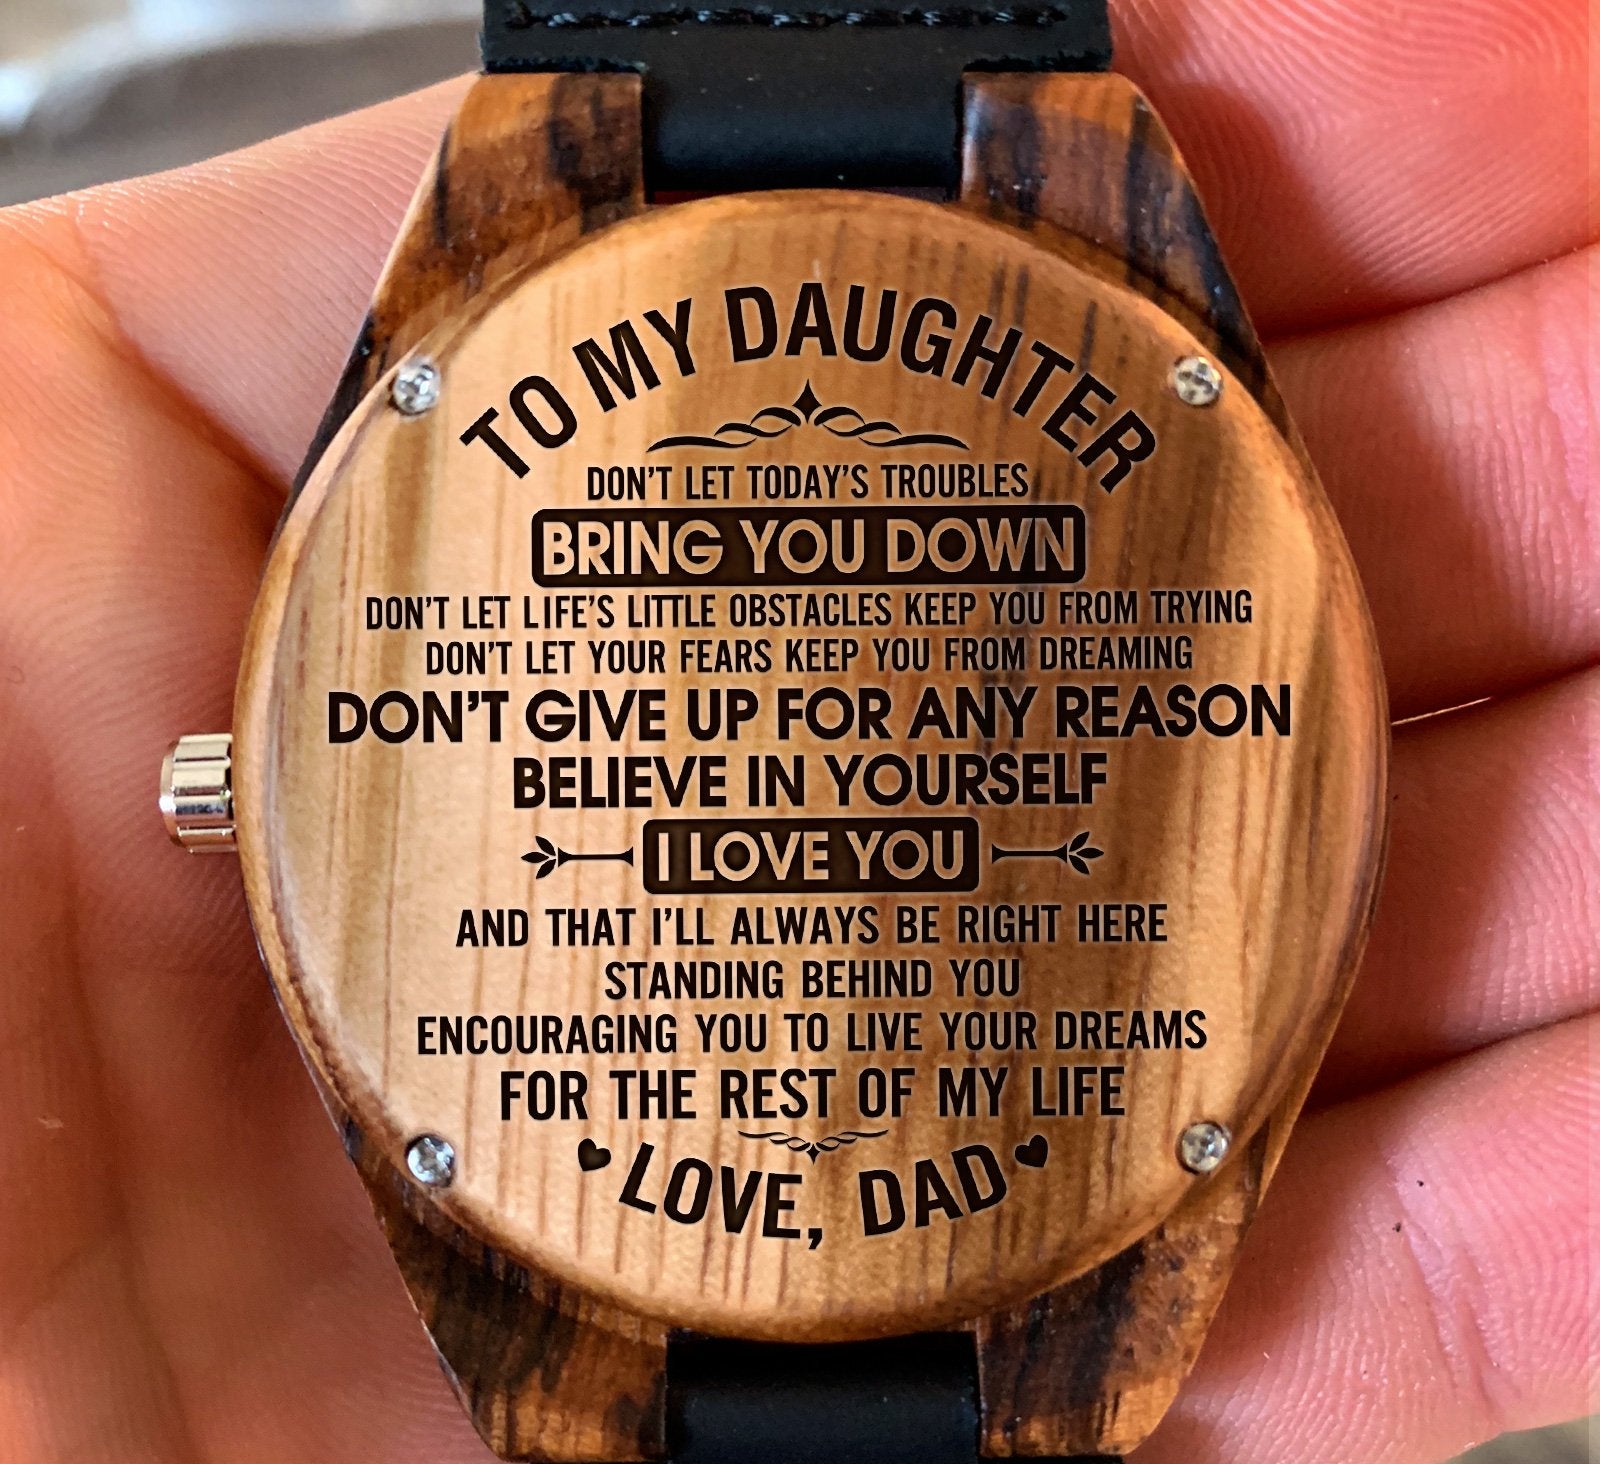 TO MY DAUGHTER
DON'T LET TODAY'S TROUBLES
BRING YOU DOWN
DON'T LET LIFE'S LITTLE OBSTACLES KEEP YOU FROM TRYING
DON'T LET YOUR FEARS KEEP YOU FROM DREAMING
DON'T GIVE UP FOR ANY REASON
BELIEVE IN YOURSELF
I LOVE YOU
AND THAT I'LL ALWAYS BE RIGHT HERE
STANDING BEHIND YOU
ENCOURAGING YOU TO LIVE YOUR DREAMS
FOR THE REST OF MY LIFE
LOVE, DAD